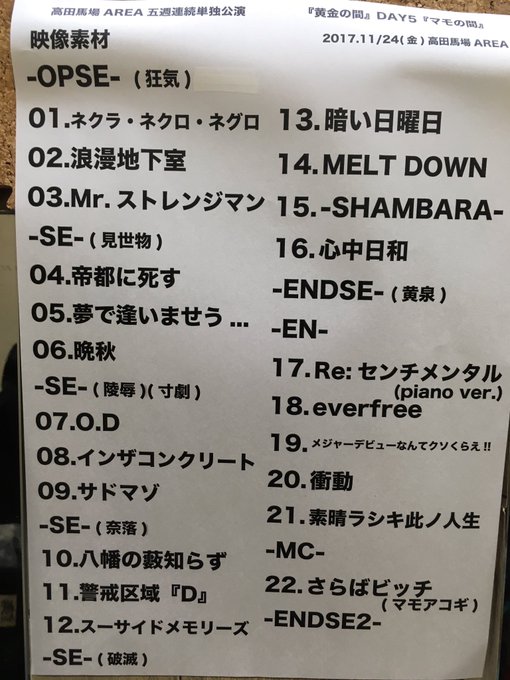 高田馬場 AREA 五週連続単独公演
『黄金の間』DAY5『マモの間』
2017.11/24(金)高田馬場 AREA
映像素材
-OPSE- (狂気)
01.ネクラ・ネクロ・ネグロ
02.浪漫地下室
03.Mr.ストレンジマン
-SE-(見世物)
04.帝都に死す
05.夢で逢いませう...
06.晩秋
-SE-(陵辱)(寸劇)
07.O.D
08.インザコンクリート
09.サドマゾ
-SE-(奈落)
10.八幡の藪知らず
11.警戒区域『D』
12.スーサイドメモリーズ
-SE-(破滅)
13.暗い日曜日
14.MELT DOWN
15.-SHAMBARA-
16.心中日和
-ENDSE-(黄泉)
-EN-
17.Re:センチメンタル
(piano ver.)
18.everfree
19.メジャーデビューなんてクソくらえ!!
20.衝動
21.素晴ラシキ此ノ人生
-MC-
22.さらばビッチ
(マモアコギ)
-ENDSE2-